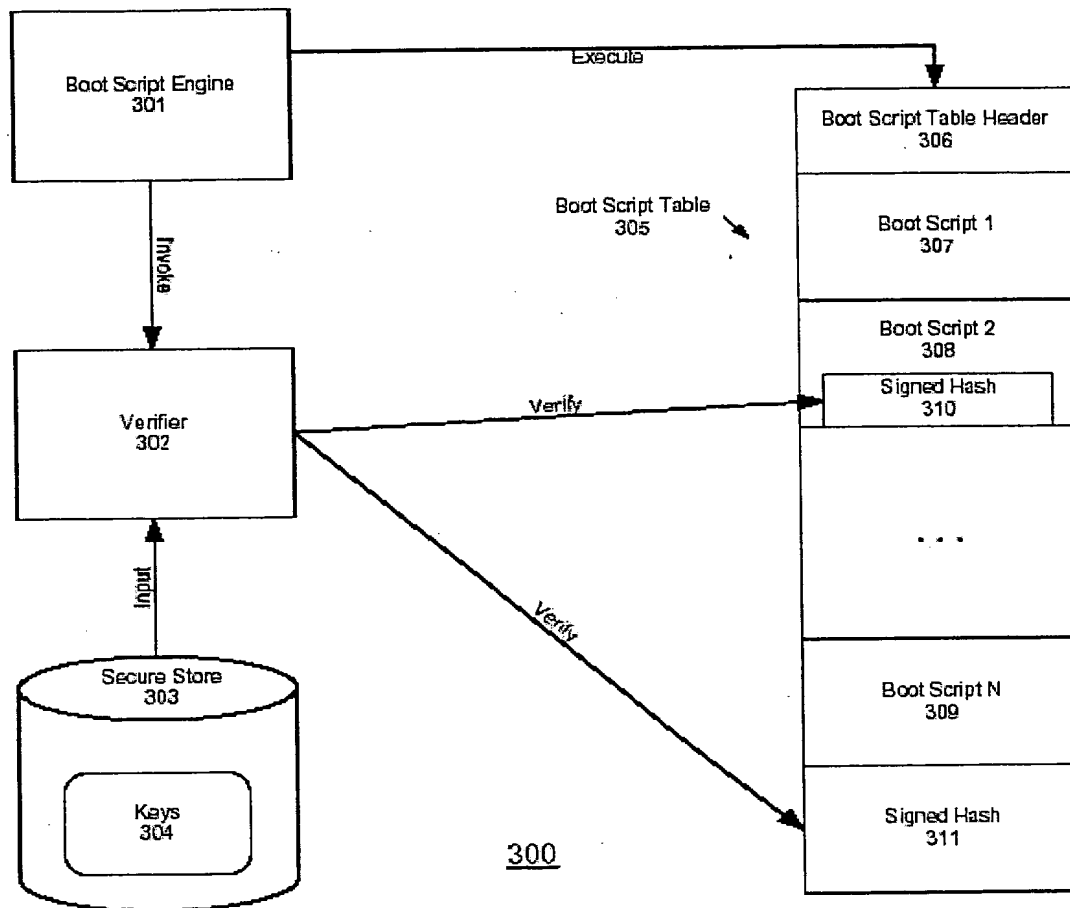 Boot Script Engine
301
Execute
Boot Script Table Header
306
Boot Script Table
305
Boot Script 1
307
Invoke
Boot Script 2
308
Signed Hash
310
Verifier
302
Verify
. . .
Input
Verify
Secure Store
303
Boot Script N
309
Keys
304
Signed Hash
311
300